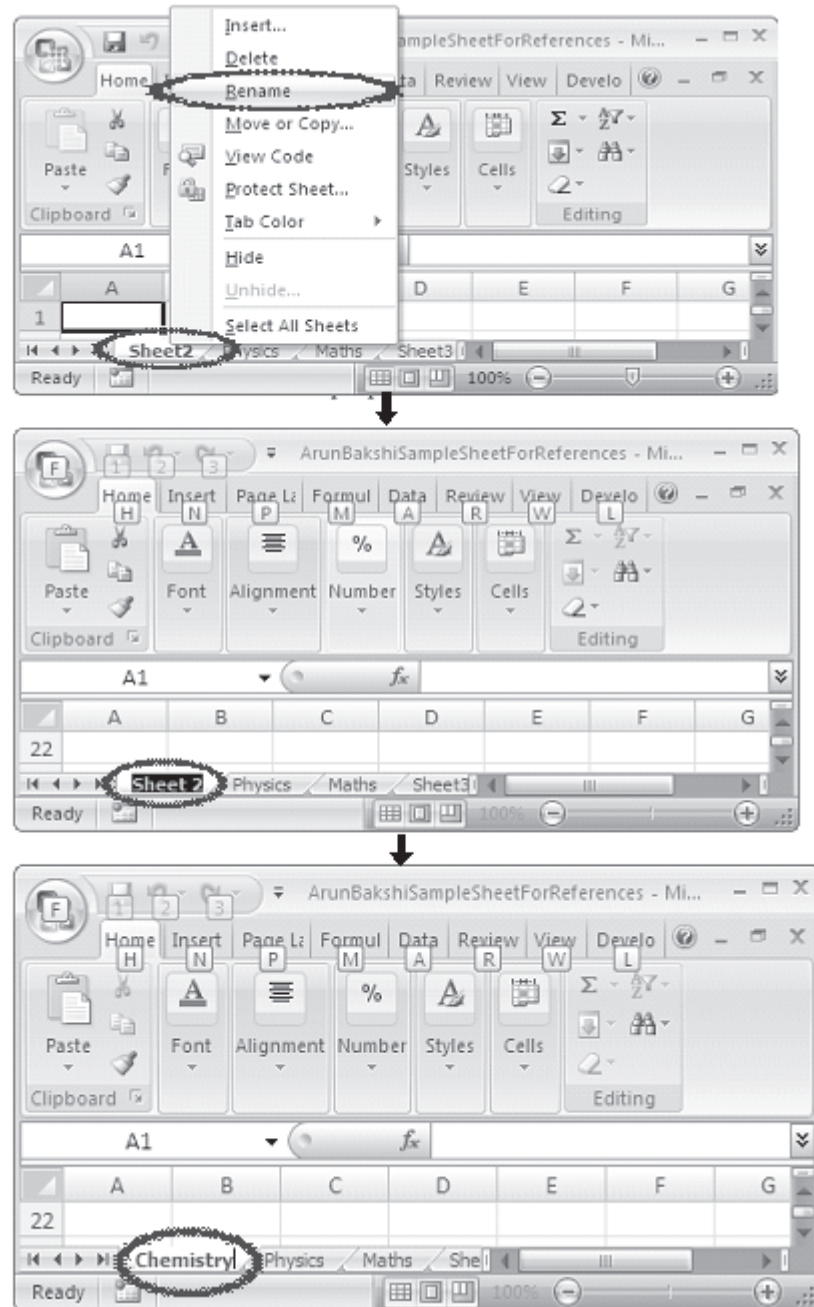 Insert...
ampleSheetForReferences - Mi...
Delete
Home ta Review View Develo
Rename
Move or Copy...
Paste Styles Cells
View Code
Protect Sheet...
Clipboard Editing
Tab Color
A1
Hide
A D E F G
Unhide...
1
Select All Sheets
Sheet2 Physics Maths Sheet3
Ready 100%
F 1 2 3 ArunBakshiSampleSheetForReferences - Mi...
Home Insert Page La Formul Data Review View Develo
H N P M A R W L
Paste Font Alignment Number Styles Cells
Clipboard Editing
A1 fx
A B C D E F G
22
Sheet 2 Physics Maths Sheet3
Ready 100%
F 1 2 3 ArunBakshiSampleSheetForReferences - Mi...
Home Insert Page La Formul Data Review View Develo
H N P M A R W L
Paste Font Alignment Number Styles Cells
Clipboard Editing
A1 fx
A B C D E F G
22
Chemistry Physics Maths She
Ready 100%